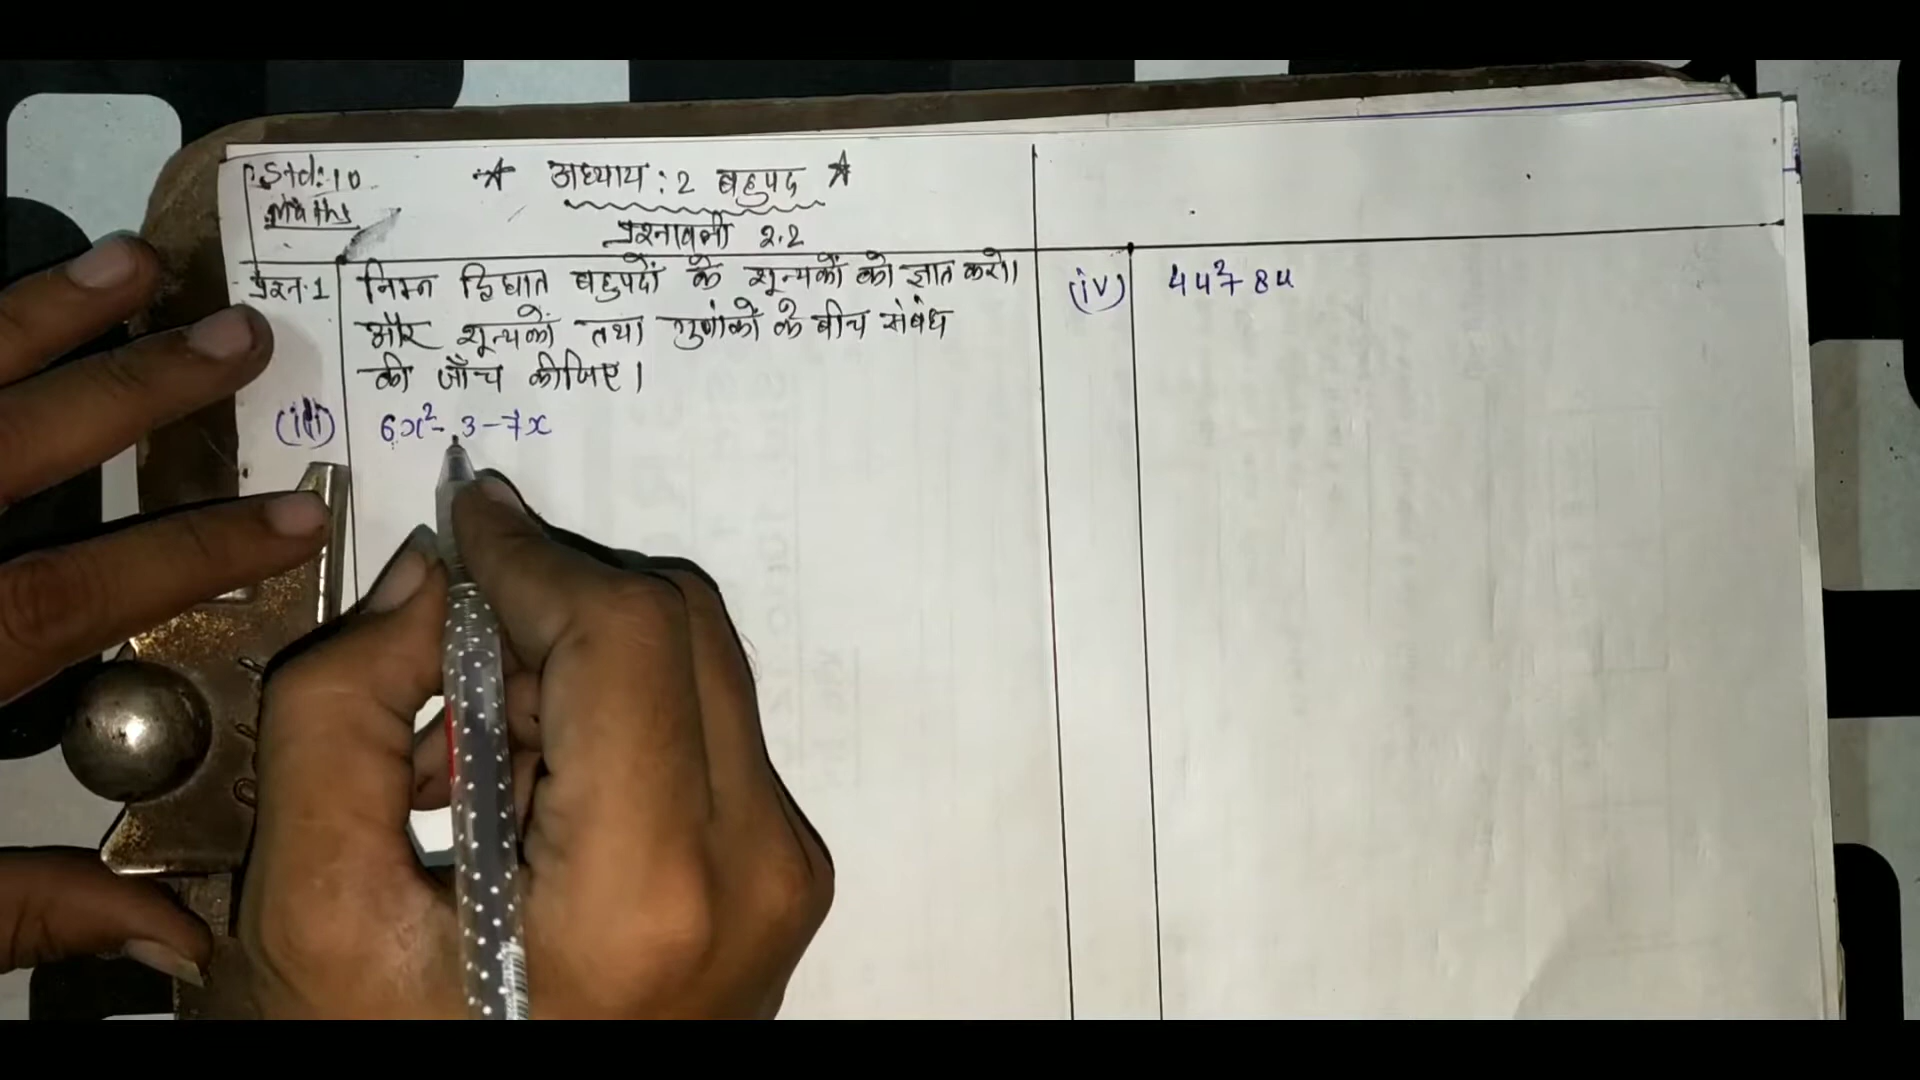 Std:10
Maths
★ अध्याय : 2 बहुपद ★
प्रश्नावली 2.2
प्रश्न.1 निम्न द्विघात बहुपदों के शून्यकों को ज्ञात करो।
और शून्यकों तथा गुणांकों के बीच संबंध
की जाँच कीजिए।
(iii) 6x² - 3 - 7x
(iv) 4u² + 8u